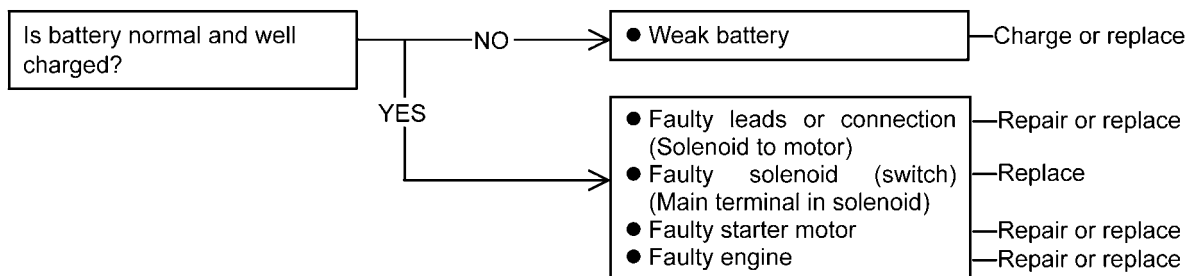 Is battery normal and well
charged?
NO
● Weak battery
Charge or replace
YES
● Faulty leads or connection
(Solenoid to motor)
Repair or replace
● Faulty solenoid (switch)
(Main terminal in solenoid)
Replace
● Faulty starter motor
Repair or replace
● Faulty engine
Repair or replace